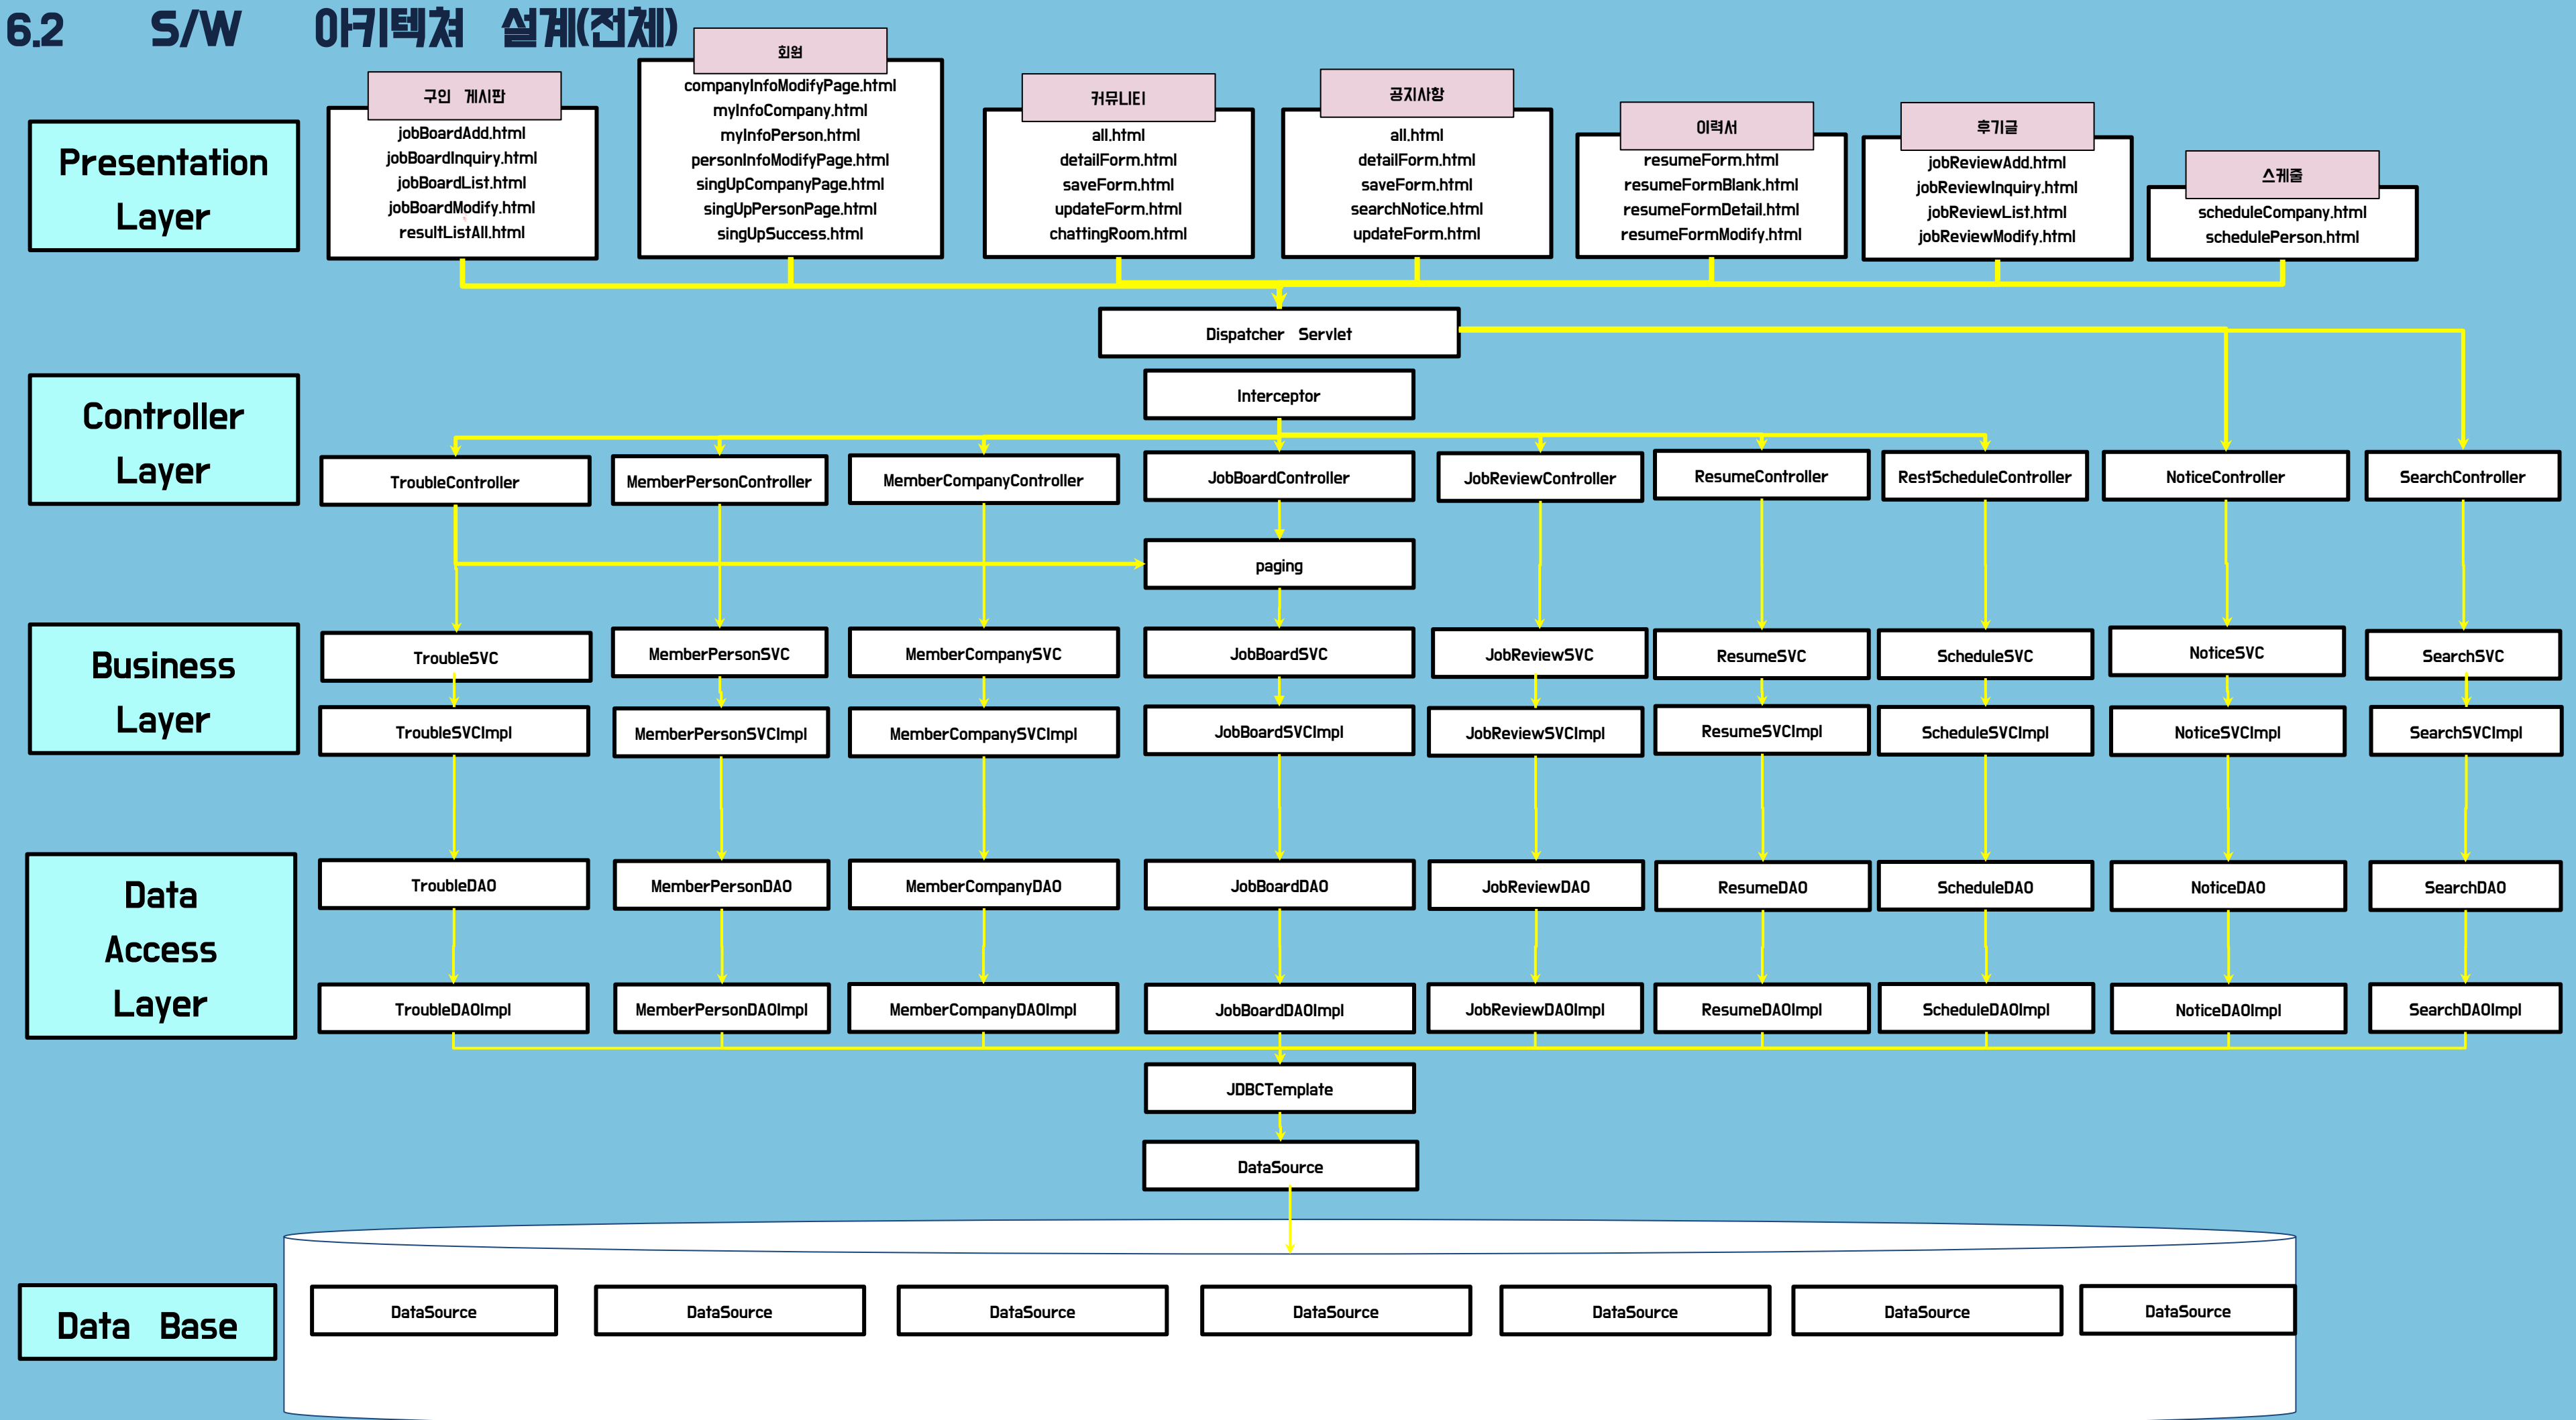 6.2 S/W 아키텍쳐 설계(전체)
Presentation
Layer
구인 게시판
jobBoardAdd.html
jobBoardInquiry.html
jobBoardList.html
jobBoardModify.html
resultListAll.html
회원
companyInfoModifyPage.html
myInfoCompany.html
myInfoPerson.html
personInfoModifyPage.html
singUpCompanyPage.html
singUpPersonPage.html
singUpSuccess.html
커뮤니티
all.html
detailForm.html
saveForm.html
updateForm.html
chattingRoom.html
공지사항
all.html
detailForm.html
saveForm.html
searchNotice.html
updateForm.html
이력서
resumeForm.html
resumeFormBlank.html
resumeFormDetail.html
resumeFormModify.html
후기글
jobReviewAdd.html
jobReviewInquiry.html
jobReviewList.html
jobReviewModify.html
스케줄
scheduleCompany.html
schedulePerson.html
Dispatcher Servlet
Interceptor
Controller
Layer
TroubleController
MemberPersonController
MemberCompanyController
JobBoardController
JobReviewController
ResumeController
RestScheduleController
NoticeController
SearchController
paging
Business
Layer
TroubleSVC
MemberPersonSVC
MemberCompanySVC
JobBoardSVC
JobReviewSVC
ResumeSVC
ScheduleSVC
NoticeSVC
SearchSVC
TroubleSVCImpl
MemberPersonSVCImpl
MemberCompanySVCImpl
JobBoardSVCImpl
JobReviewSVCImpl
ResumeSVCImpl
ScheduleSVCImpl
NoticeSVCImpl
SearchSVCImpl
Data
Access
Layer
TroubleDAO
MemberPersonDAO
MemberCompanyDAO
JobBoardDAO
JobReviewDAO
ResumeDAO
ScheduleDAO
NoticeDAO
SearchDAO
TroubleDAOImpl
MemberPersonDAOImpl
MemberCompanyDAOImpl
JobBoardDAOImpl
JobReviewDAOImpl
ResumeDAOImpl
ScheduleDAOImpl
NoticeDAOImpl
SearchDAOImpl
JDBCTemplate
DataSource
Data Base
DataSource
DataSource
DataSource
DataSource
DataSource
DataSource
DataSource